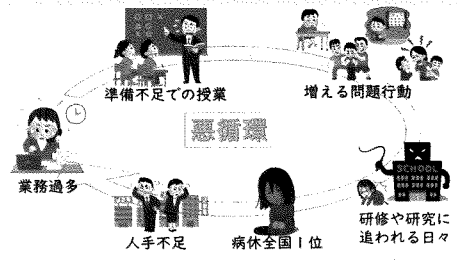 準備不足での授業
増える問題行動
悪循環
業務過多
SCHOOL
人手不足
病休全国1位
研修や研究に
追われる日々